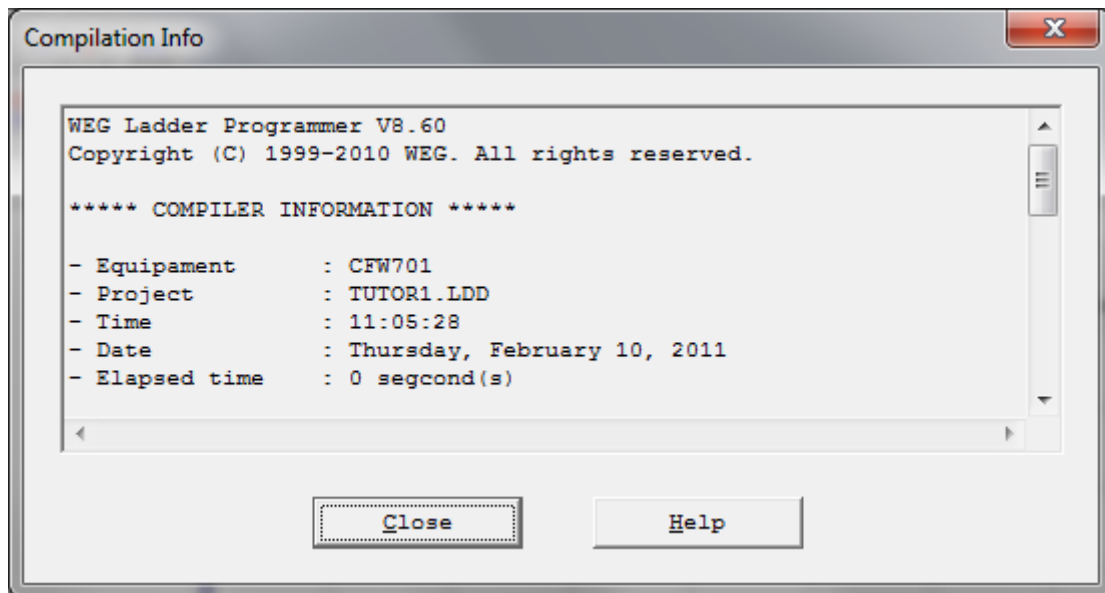 Compilation Info
WEG Ladder Programmer V8.60
Copyright (C) 1999-2010 WEG. All rights reserved.
***** COMPILER INFORMATION *****
- Equipament : CFW701
- Project : TUTOR1.LDD
- Time : 11:05:28
- Date : Thursday, February 10, 2011
- Elapsed time : 0 segcond(s)
Close Help